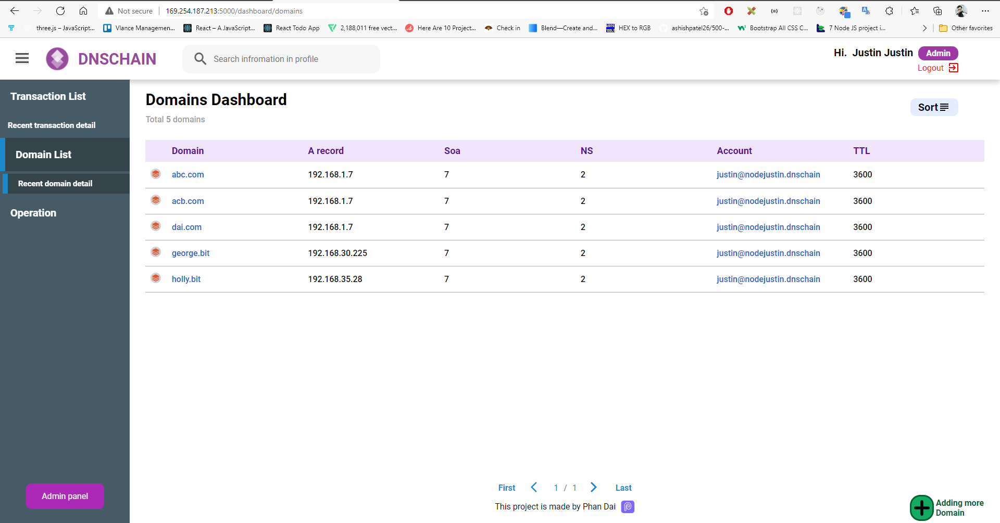 Not secure 169.254.187.213:5000/dashboard/domains
three.js – JavaScript... Vlance Managemen... React – A JavaScript... React Todo App 2,188,011 free vect... Here Are 10 Project... Check in Blend—Create and... HEX to RGB ashishpatel26/500-... Bootstrap All CSS C... 7 Node JS project i... Other favorites
DNSCHAIN
Search infromation in profile
Hi. Justin Justin Admin
Logout
Transaction List
Recent transaction detail
Domain List
Recent domain detail
Operation
Admin panel
Domains Dashboard
Total 5 domains
Sort
Domain A record Soa NS Account TTL
abc.com 192.168.1.7 7 2 justin@nodejustin.dnschain 3600
acb.com 192.168.1.7 7 2 justin@nodejustin.dnschain 3600
dai.com 192.168.1.7 7 2 justin@nodejustin.dnschain 3600
george.bit 192.168.30.225 7 2 justin@nodejustin.dnschain 3600
holly.bit 192.168.35.28 7 2 justin@nodejustin.dnschain 3600
First 1 / 1 Last
This project is made by Phan Dai
Adding more
Domain